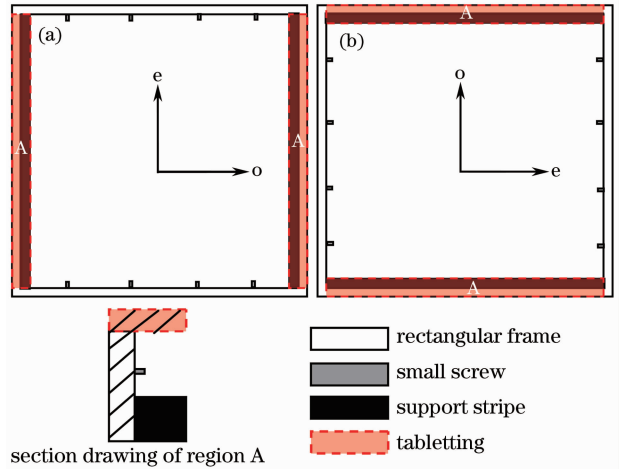 (a)
e
o
A
A
(b)
A
o
e
A
rectangular frame
small screw
support stripe
tabletting
section drawing of region A